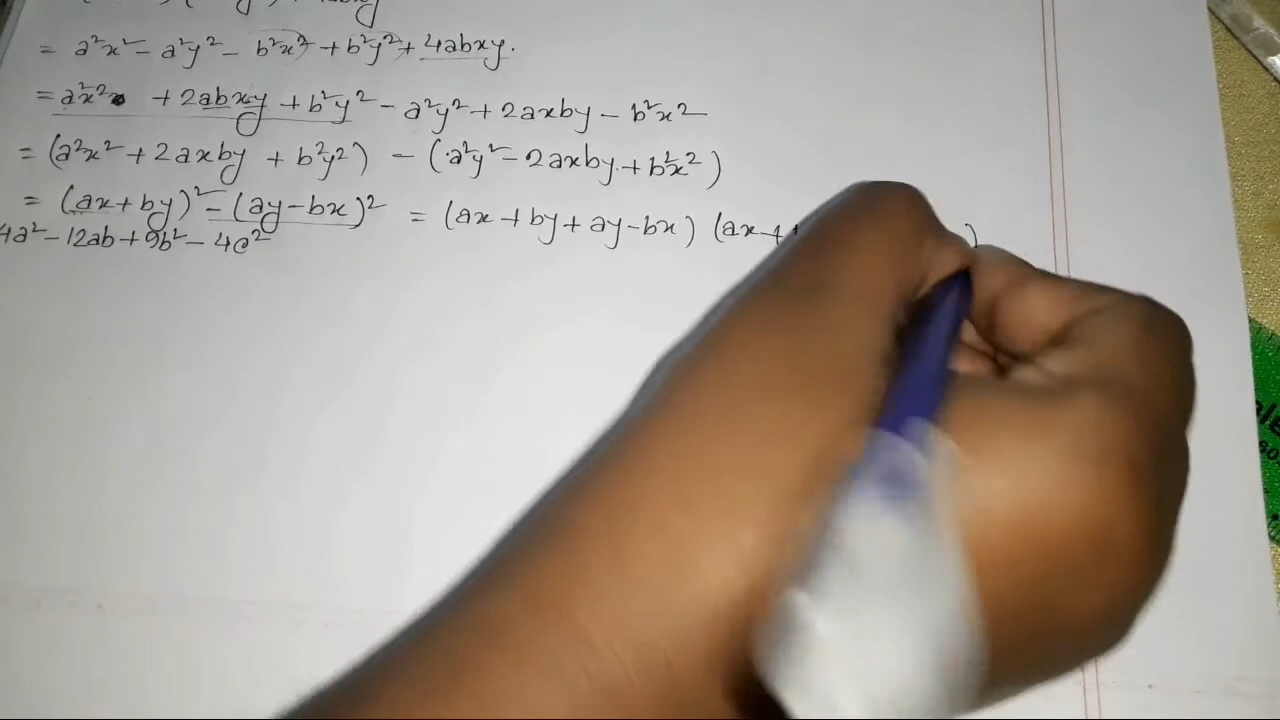 = a²x² - a²y² - b²x² + b²y² + 4abxy.
= a²x² + 2abxy + b²y² - a²y² + 2axby - b²x²
= (a²x² + 2axby + b²y²) - (a²y² - 2axby + b²x²)
= (ax+by)² - (ay-bx)² = (ax+by+ay-bx) (ax+ )
4a² - 12ab + 9b² - 4c²